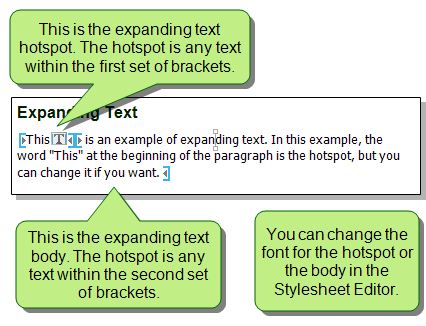 This is the expanding text
hotspot. The hotspot is any text
within the first set of brackets.
Expanding Text
This T is an example of expanding text. In this example, the
word "This" at the beginning of the paragraph is the hotspot, but you
can change it if you want.
This is the expanding text
body. The hotspot is any
text within the second set
of brackets.
You can change the
font for the hotspot or
the body in the
Stylesheet Editor.